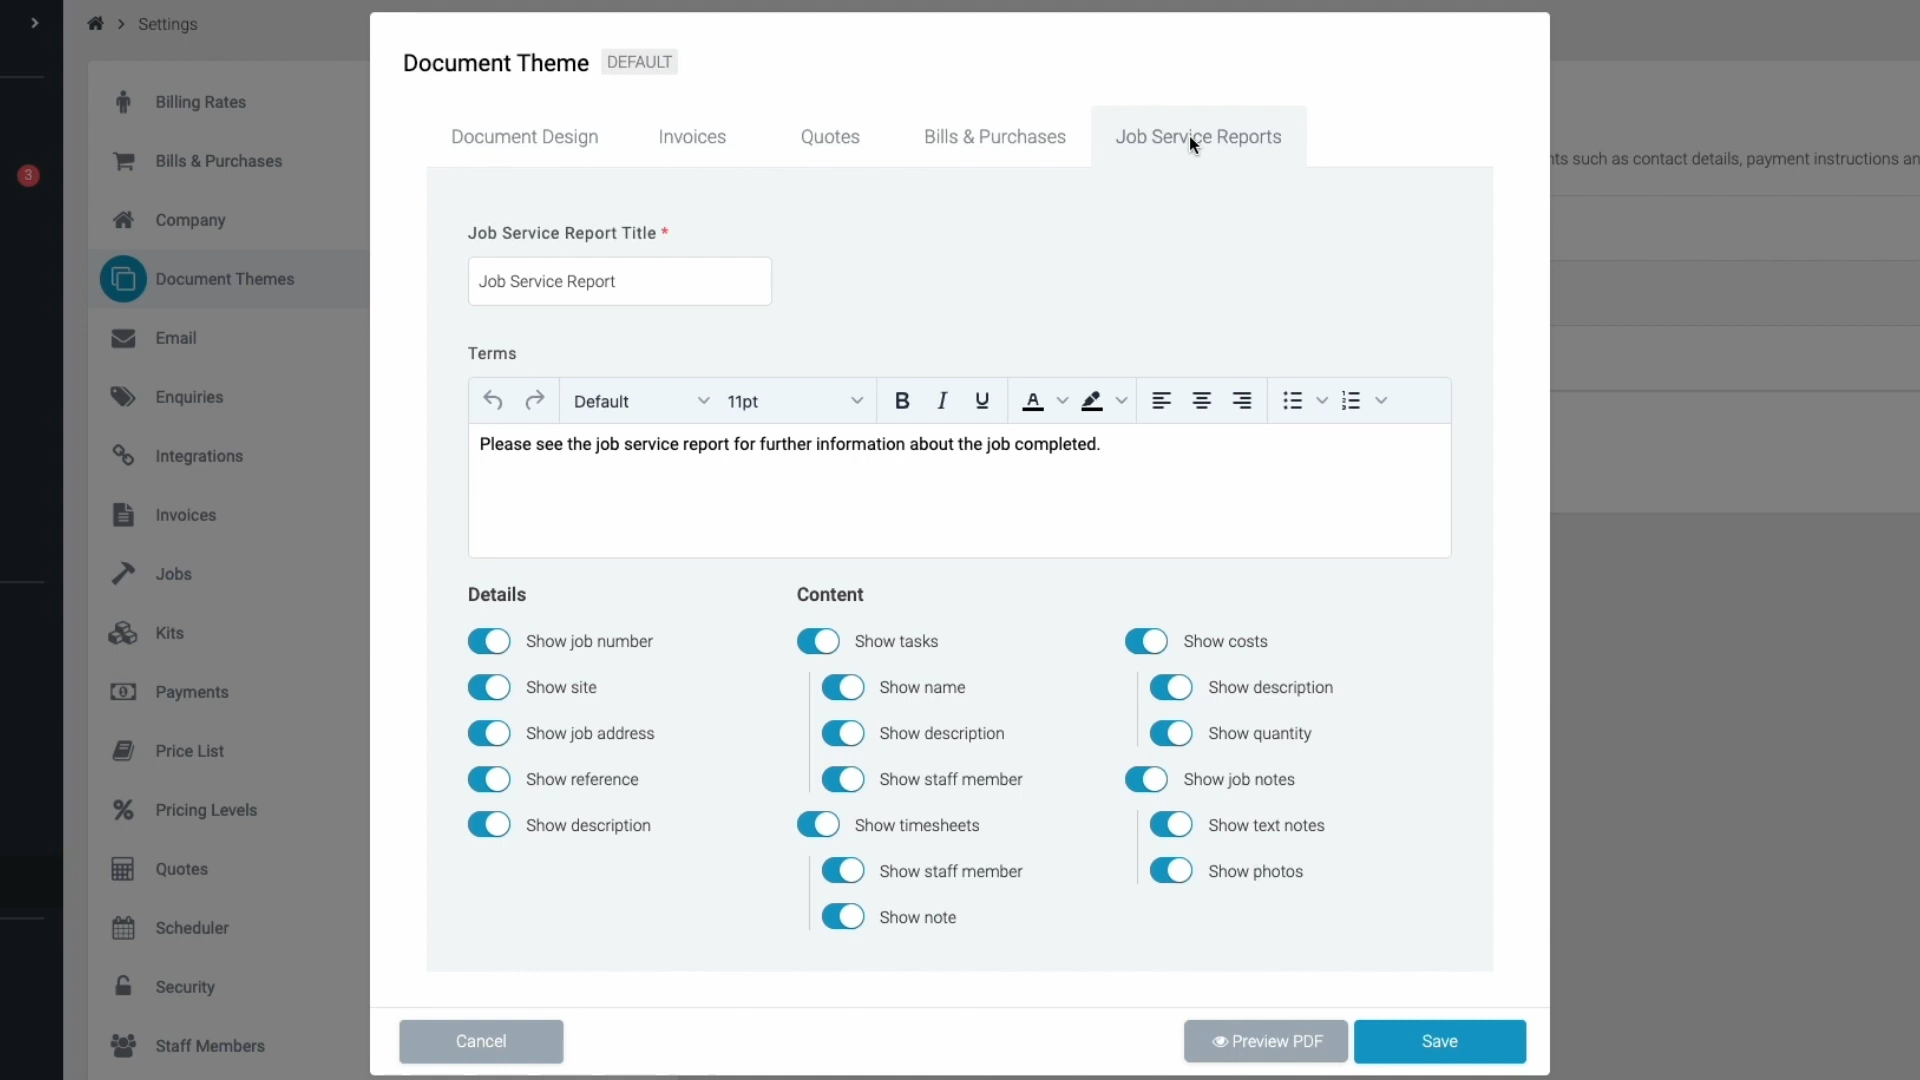 Settings
Billing Rates
Bills & Purchases
3
Company
Document Themes
Email
Enquiries
Integrations
Invoices
Jobs
Kits
Payments
Price List
Pricing Levels
Quotes
Scheduler
Security
Staff Members
Document Theme DEFAULT
Document Design Invoices Quotes Bills & Purchases Job Service Reports
Job Service Report Title *
Job Service Report
Terms
Default 11pt B I U A
Please see the job service report for further information about the job completed.
Details
Show job number
Show site
Show job address
Show reference
Show description
Content
Show tasks
Show name
Show description
Show staff member
Show timesheets
Show staff member
Show note
Show costs
Show description
Show quantity
Show job notes
Show text notes
Show photos
Cancel Preview PDF Save
such as contact details, payment instructions